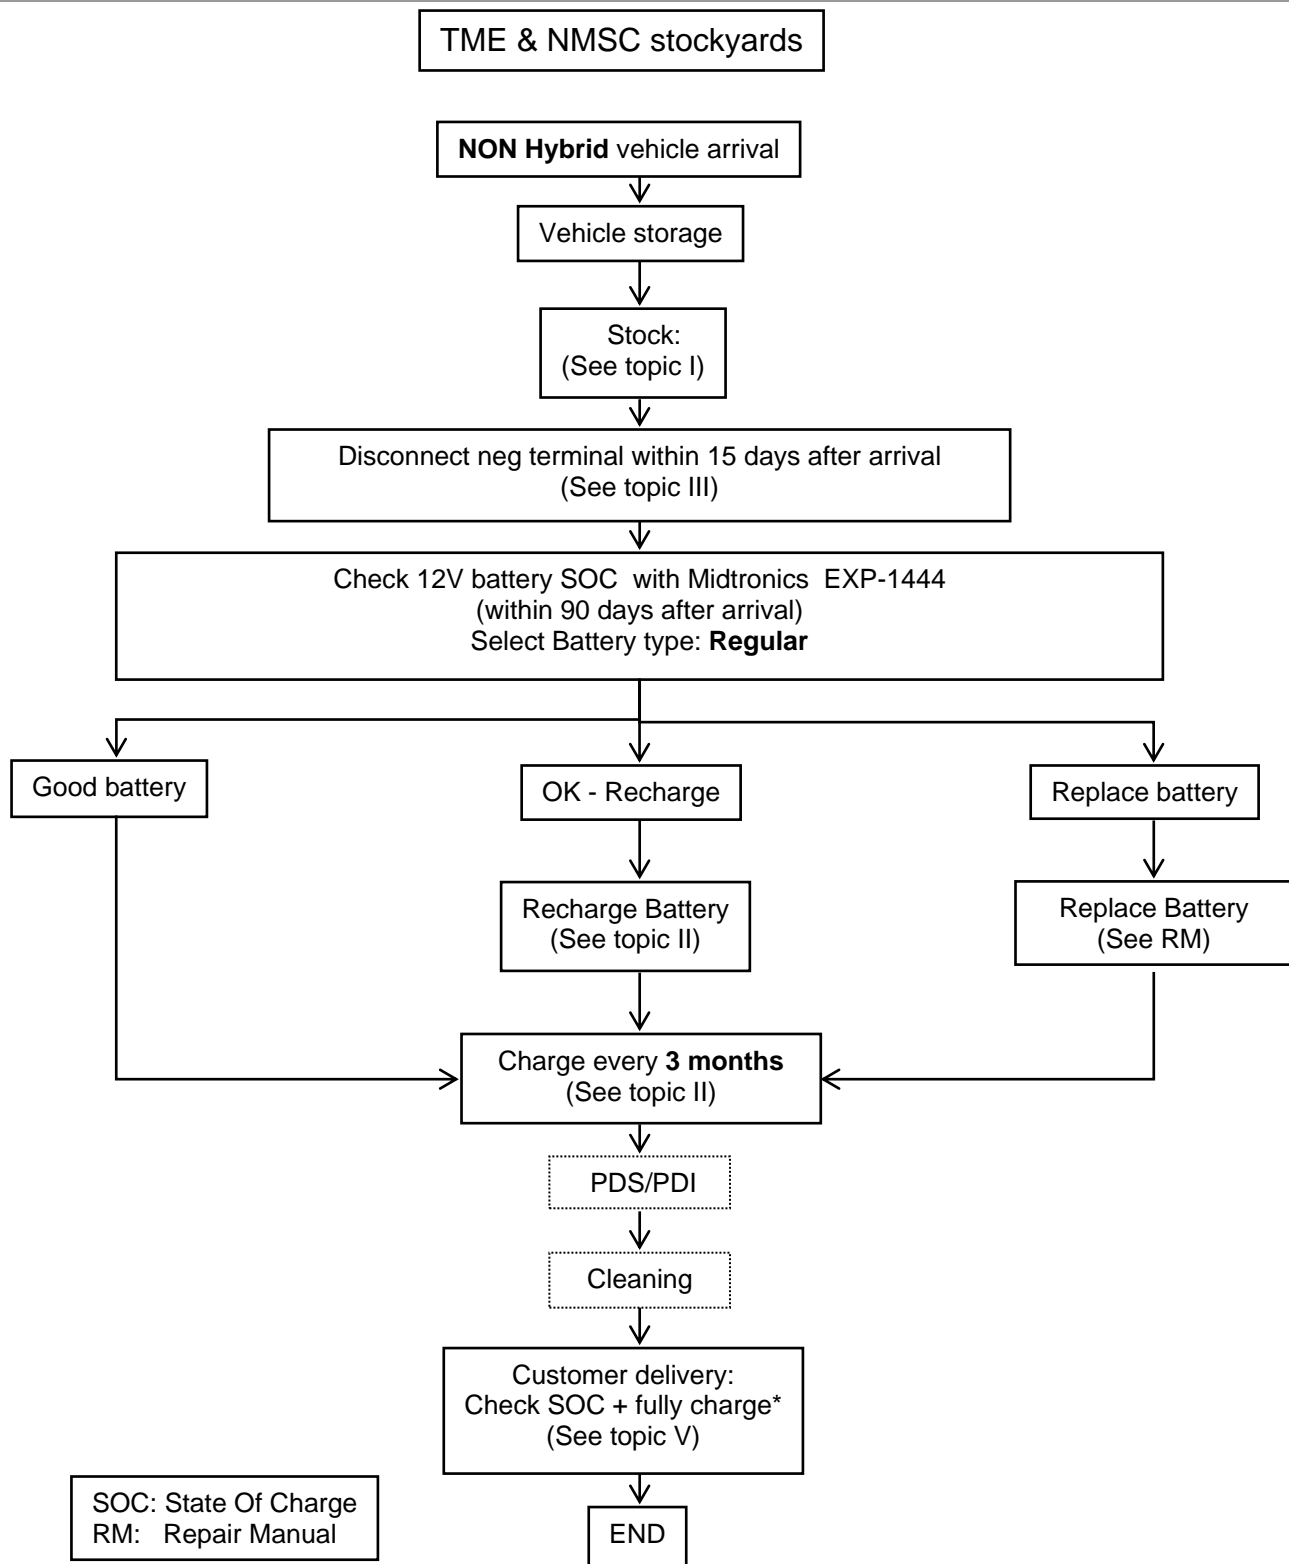 TME & NMSC stockyards
NON Hybrid vehicle arrival
Vehicle storage
Stock:
(See topic I)
Disconnect neg terminal within 15 days after arrival
(See topic III)
Check 12V battery SOC with Midtronics EXP-1444
(within 90 days after arrival)
Select Battery type: Regular
Good battery
OK - Recharge
Replace battery
Recharge Battery
(See topic II)
Replace Battery
(See RM)
Charge every 3 months
(See topic II)
PDS/PDI
Cleaning
Customer delivery:
Check SOC + fully charge*
(See topic V)
SOC: State Of Charge
RM: Repair Manual
END